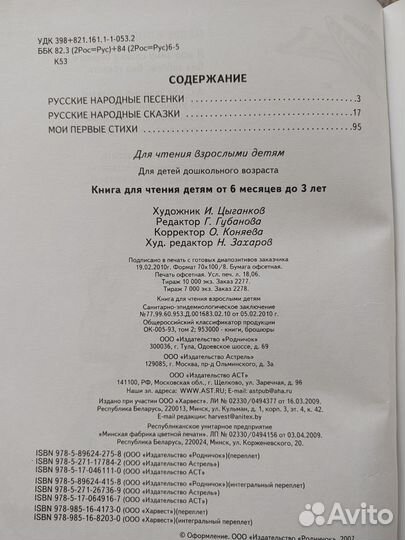 УДК 398+821.161.1-1-053.2
ББК 82.3 (2Рос=Рус)+84 (2Рос=Рус)6-5
К53
СОДЕРЖАНИЕ
РУССКИЕ НАРОДНЫЕ ПЕСЕНКИ 3
РУССКИЕ НАРОДНЫЕ СКАЗКИ 17
МОИ ПЕРВЫЕ СТИХИ 95
Для чтения взрослыми детям
Для детей дошкольного возраста
Книга для чтения детям от 6 месяцев до 3 лет
Художник И. Цыганков
Редактор Г. Губанова
Корректор О. Коняева
Худ. редактор Н. Захаров
Подписано в печать с готовых диапозитивов заказчика
19.02.2010г. Формат 70х100/8. Бумага офсетная.
Печать офсетная. Усл. печ. л. 18,06.
Тираж 10 000 экз. Заказ 2277.
Тираж 7 000 экз. Заказ 2278.
Книга для чтения взрослыми детям
Санитарно-эпидемиологическое заключение
№77.99.60.953.Д.001683.02.10 от 05.02.2010 г.
Общероссийский классификатор продукции
ОК-005-93, том 2; 953000 - книги, брошюры
ООО «Издательство «Родничок»
300036, г. Тула, Одоевское шоссе, д. 69
ООО «Издательство Астрель»
129085, г. Москва, пр-д Ольминского, д. 3а
ООО «Издательство АСТ»
141100, РФ, Московская обл., г. Щелково, ул. Заречная, д. 96
Наши электронные адреса: WWW.AST.RU E-mail: astpub@aha.ru
Издано при участии ООО «Харвест». ЛИ № 02330/0494377 от 16.03.2009.
Республика Беларусь, 220013, Минск, ул. Кульман, д. 1, корп. 3, эт. 4, к. 42.
E-mail редакции: harvest@anitex.by
Республиканское унитарное предприятие
«Минская фабрика цветной печати». ЛП № 02330/0494156 от 03.04.2009.
Республика Беларусь, 220024, Минск, ул. Корженевского, 20.
ISBN 978-5-89624-275-8 (ООО «Издательство «Родничок»)(переплет)
ISBN 978-5-271-17784-2 (ООО «Издательство Астрель»)
ISBN 978-5-17-046111-0 (ООО «Издательство АСТ»)
ISBN 978-5-89624-415-8 (ООО «Издательство «Родничок»)(интегральный переплет)
ISBN 978-5-271-26736-9 (ООО «Издательство Астрель»)
ISBN 978-5-17-064916-7 (ООО «Издательство АСТ»)
ISBN 978-985-16-4173-0 (ООО «Харвест»)(переплет)
ISBN 978-985-16-8203-0 (ООО «Харвест»)(интегральный переплет)
© Оформление. ООО «Издательство «Родничок», 2007
Avito